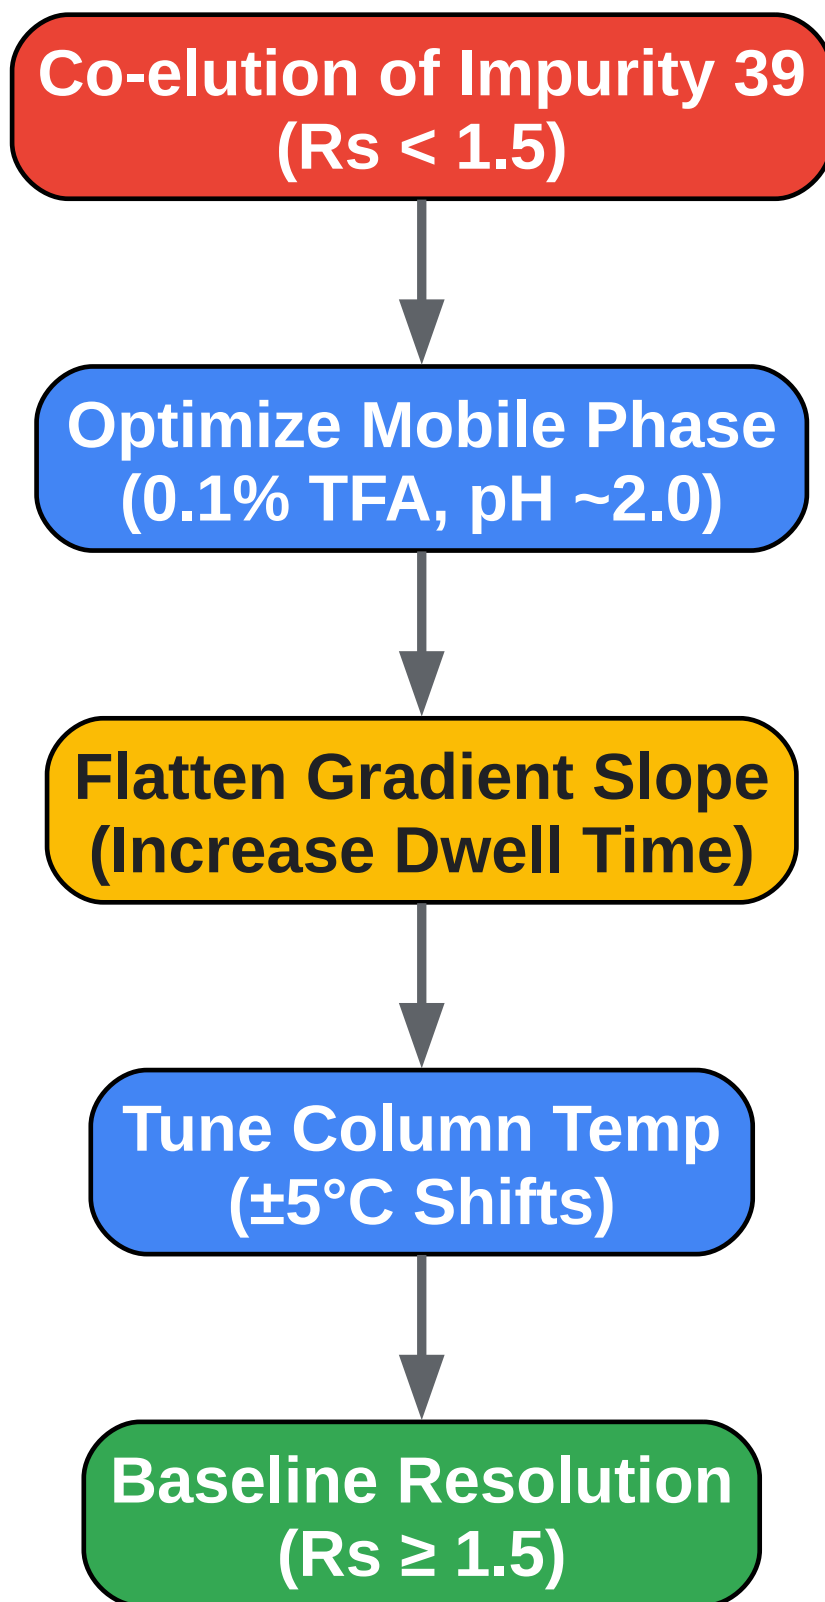 Co-elution of Impurity 39
(Rs < 1.5)
Optimize Mobile Phase
(0.1% TFA, pH ~2.0)
Flatten Gradient Slope
(Increase Dwell Time)
Tune Column Temp
(±5°C Shifts)
Baseline Resolution
(Rs ≥ 1.5)